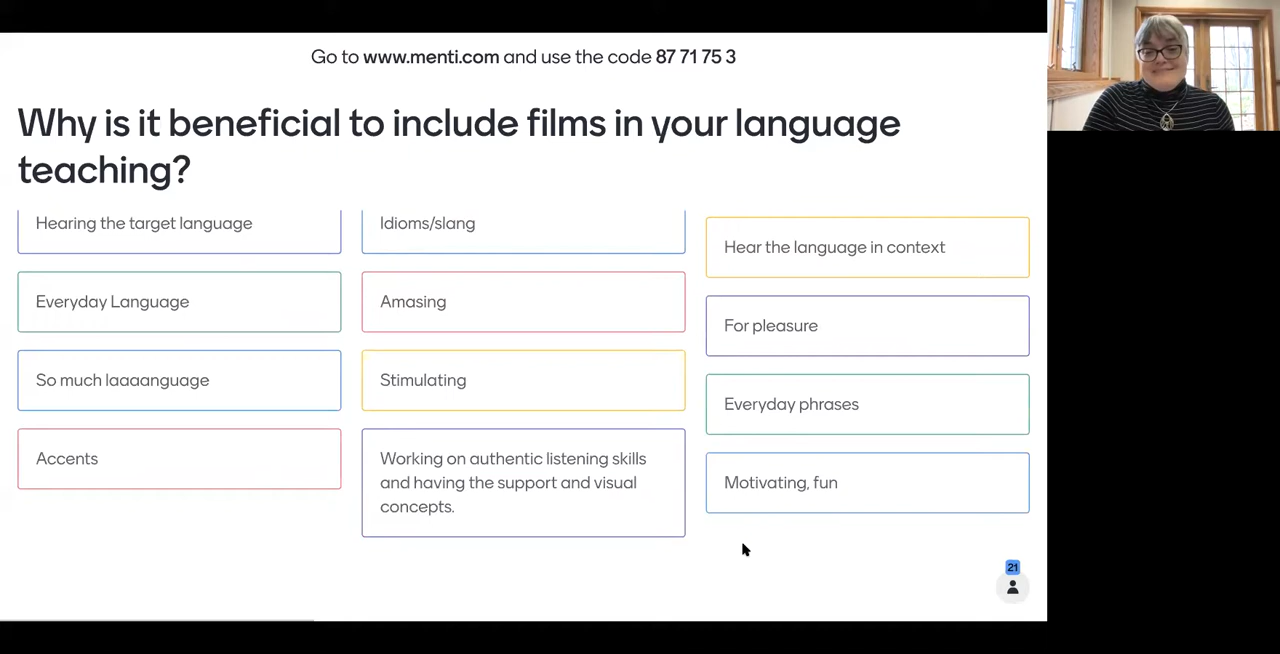 Go to www.menti.com and use the code 87 71 75 3
Why is it beneficial to include films in your language
teaching?
Hearing the target language
Everyday Language
So much laaaanguage
Accents
Idioms/slang
Amasing
Stimulating
Working on authentic listening skills
and having the support and visual
concepts.
Hear the language in context
For pleasure
Everyday phrases
Motivating, fun
21